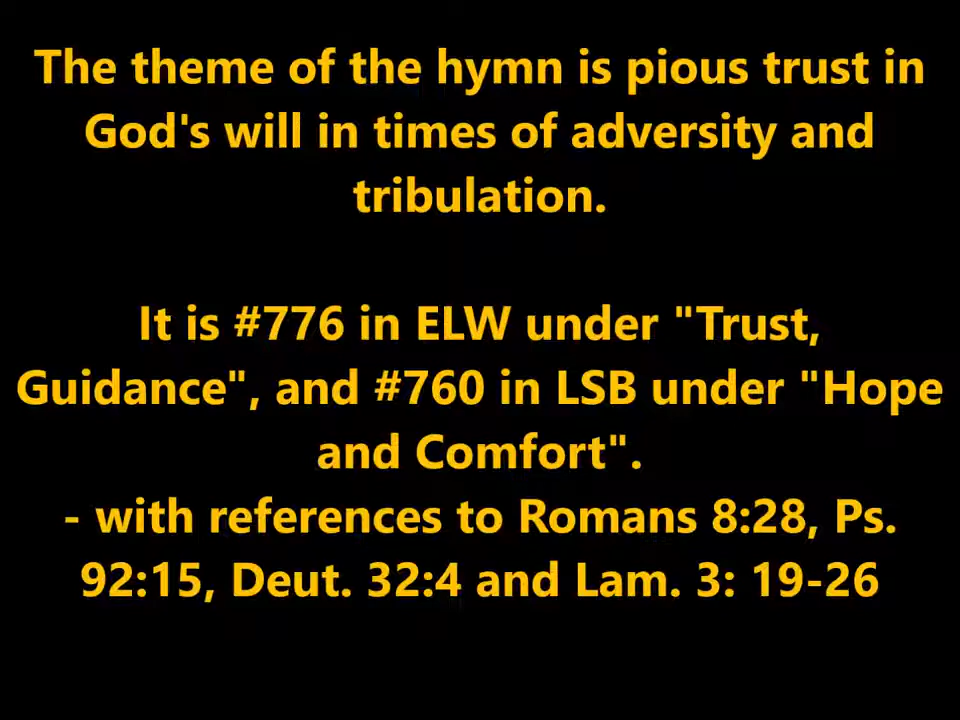 The theme of the hymn is pious trust in
God's will in times of adversity and
tribulation.
It is #776 in ELW under "Trust,
Guidance", and #760 in LSB under "Hope
and Comfort".
- with references to Romans 8:28, Ps.
92:15, Deut. 32:4 and Lam. 3: 19-26